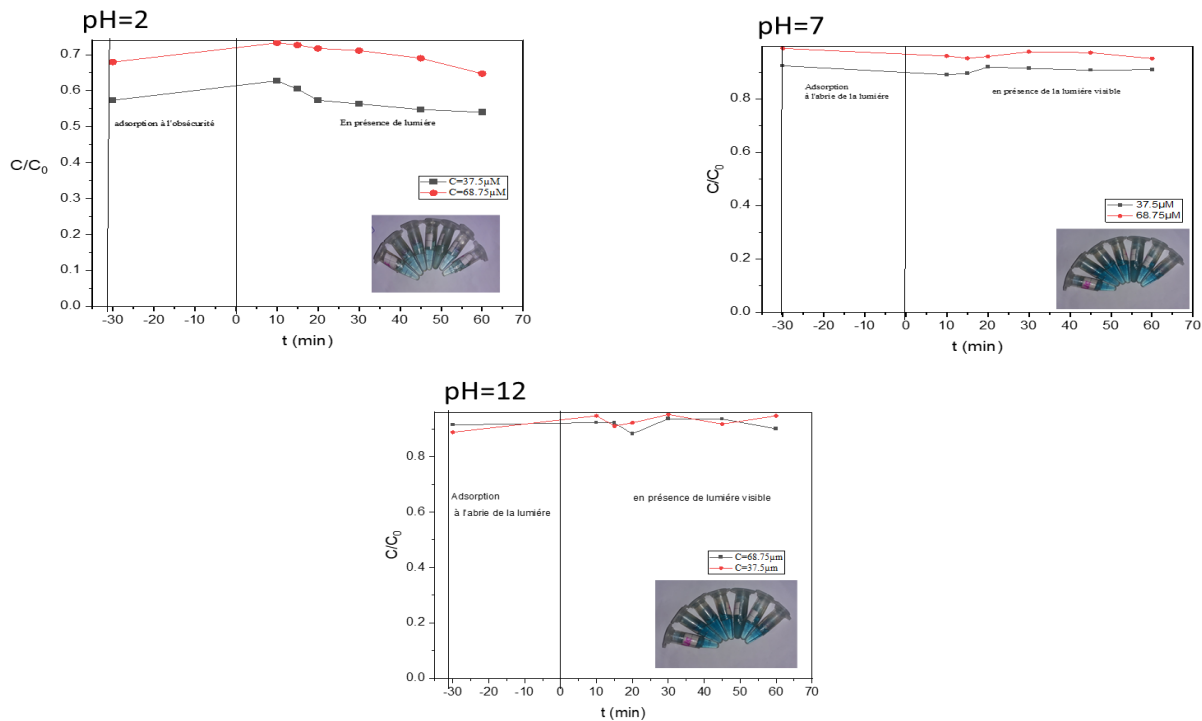 pH=2
0.7
0.6
0.5
0.4
0.3
0.2
0.1
0.0
C/C0
-30 -20 -10 0 10 20 30 40 50 60 70
t (min)
adsorption à l'obsécurité
En présence de lumiére
C=37.5µM
C=68.75µM
pH=7
0.8
0.6
0.4
0.2
0.0
C/C0
-30 -20 -10 0 10 20 30 40 50 60 70
t (min)
Adsorption
à l'abrie de la lumiére
en présence de la lumiére visible
37.5µM
68.75µM
pH=12
0.8
0.6
0.4
0.2
0.0
C/C0
-30 -20 -10 0 10 20 30 40 50 60 70
t (min)
Adsorption
à l'abrie de la lumiére
en présence de lumiére visible
C=68.75µm
C=37.5µm